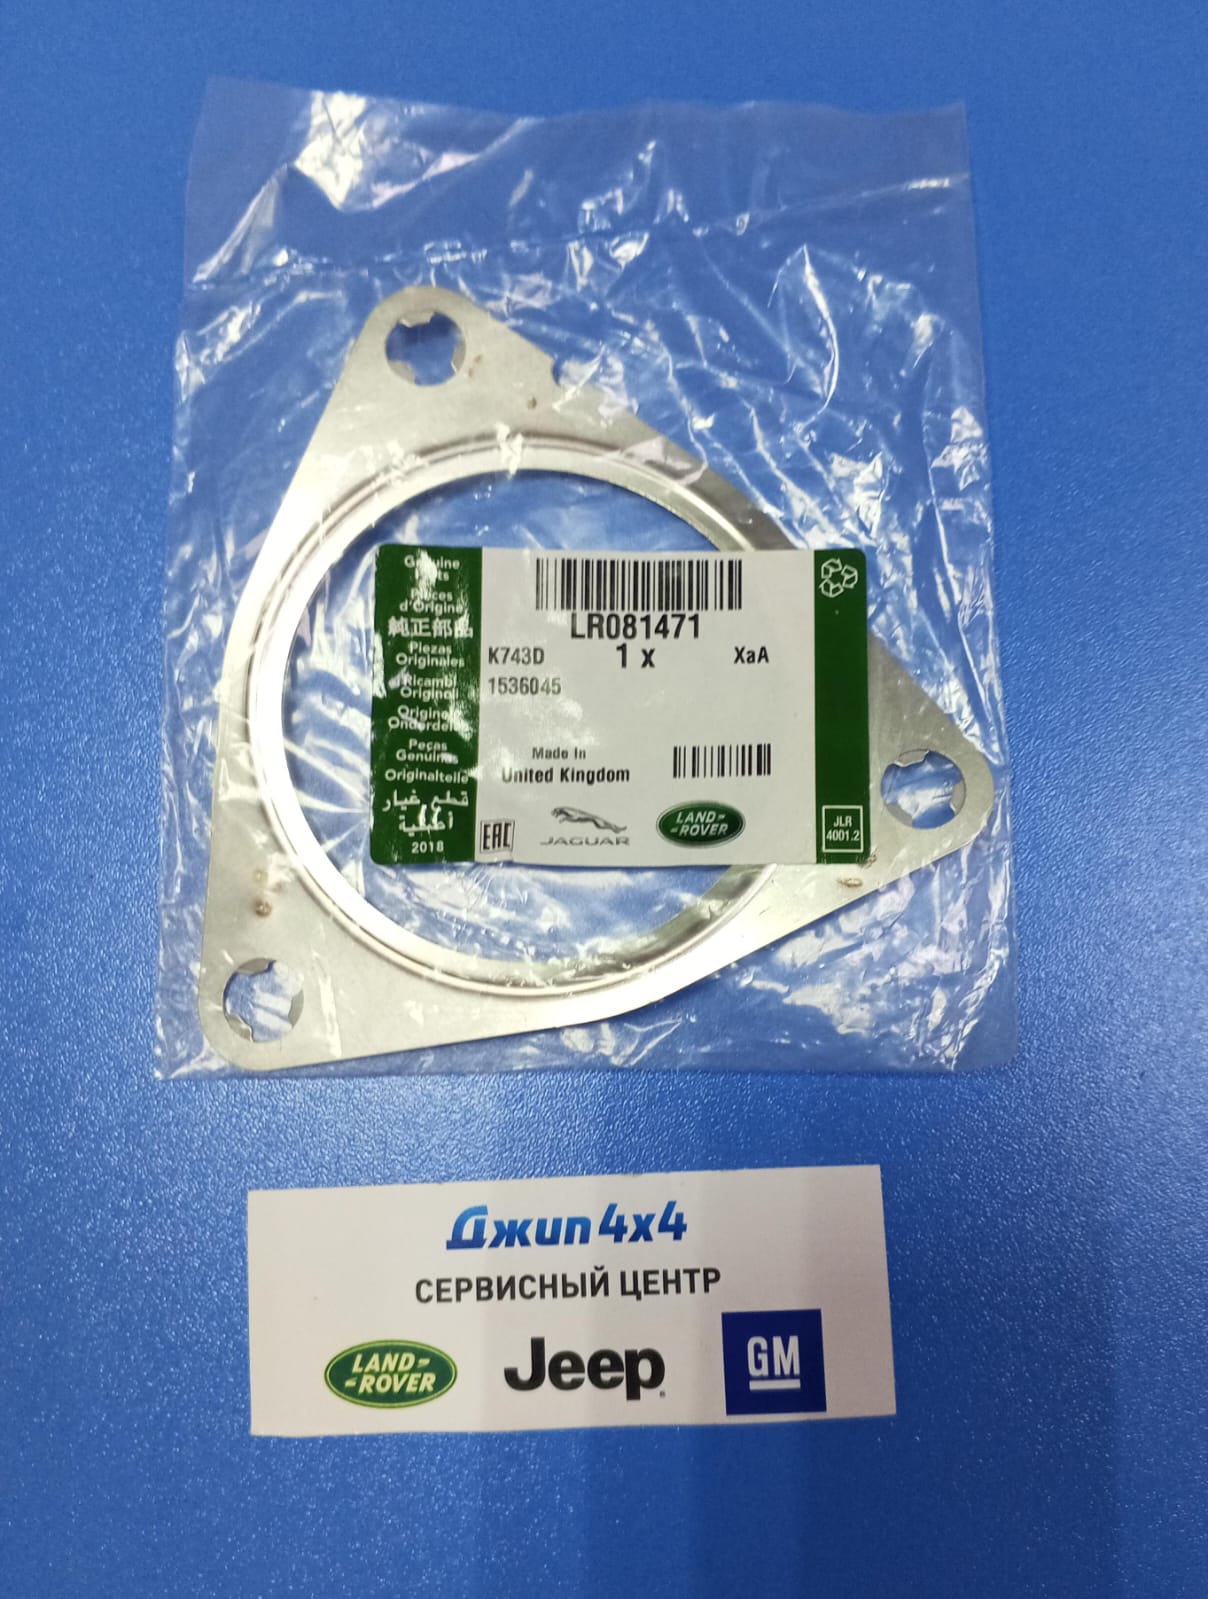 Genuine
Parts
Pièces
d'Origine
純正部品
Piezas
Originales
Ricambi
Originali
Originele
Onderdelen
Peças
Genuínas
Originalteile
قطع غيار
أصلية
2018
LR081471
K743D
1 x
XaA
1536045
Made In
United Kingdom
EAC
JAGUAR
LAND-
-ROVER
JLR
4001.2
Джип 4x4
СЕРВИСНЫЙ ЦЕНТР
LAND-
-ROVER
Jeep
GM